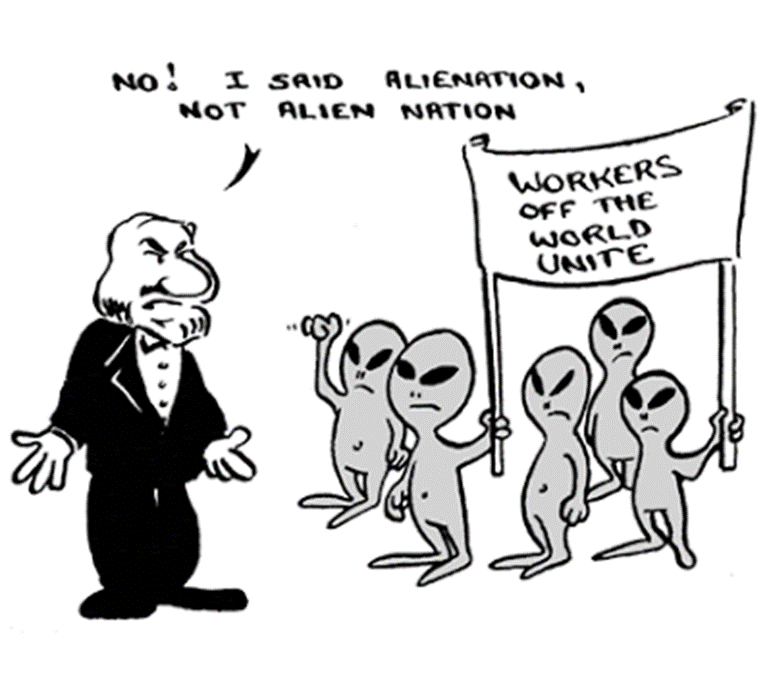 NO! I SAID ALIENATION,
NOT ALIEN NATION
WORKERS
OFF THE
WORLD
UNITE